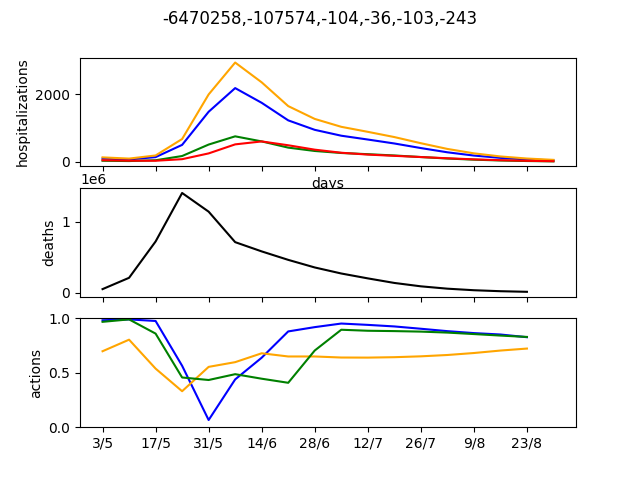 -6470258,-107574,-104,-36,-103,-243
hospitalizations
2000
0
days
1e6
deaths
1
0
actions
1.0
0.5
0.0
3/5 17/5 31/5 14/6 28/6 12/7 26/7 9/8 23/8